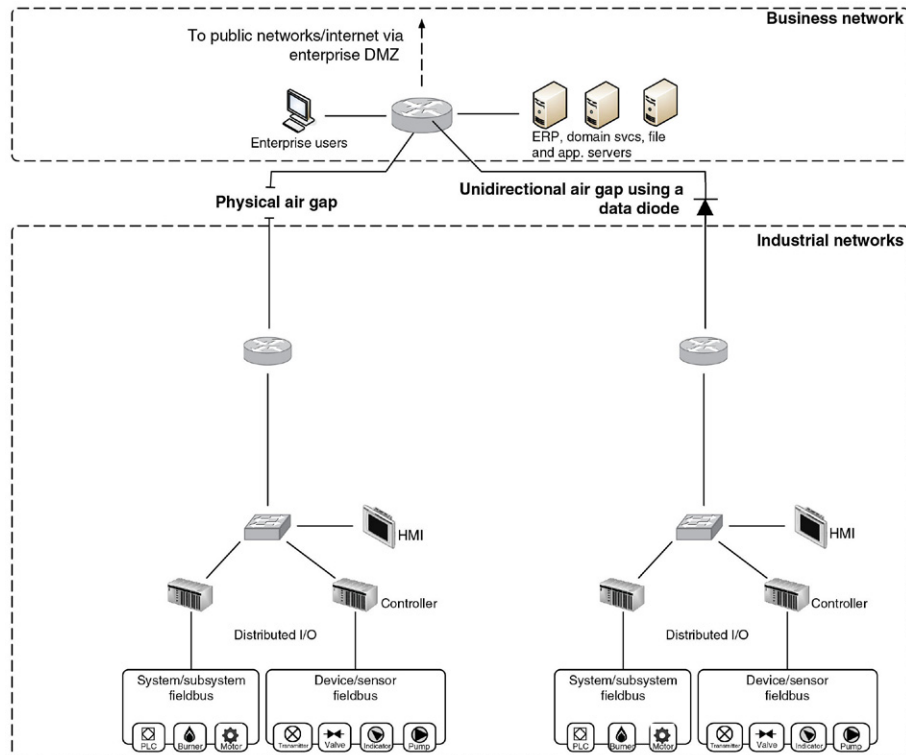 Business network
To public networks/internet via
enterprise DMZ
Enterprise users
ERP, domain svcs, file
and app. servers
Physical air gap
Unidirectional air gap using a
data diode
Industrial networks
HMI
HMI
Controller
Controller
Distributed I/O
Distributed I/O
System/subsystem
fieldbus
Device/sensor
fieldbus
System/subsystem
fieldbus
Device/sensor
fieldbus
PLC
Burner
Motor
Transmitter
Valve
Indicator
Pump
PLC
Burner
Motor
Transmitter
Valve
Indicator
Pump